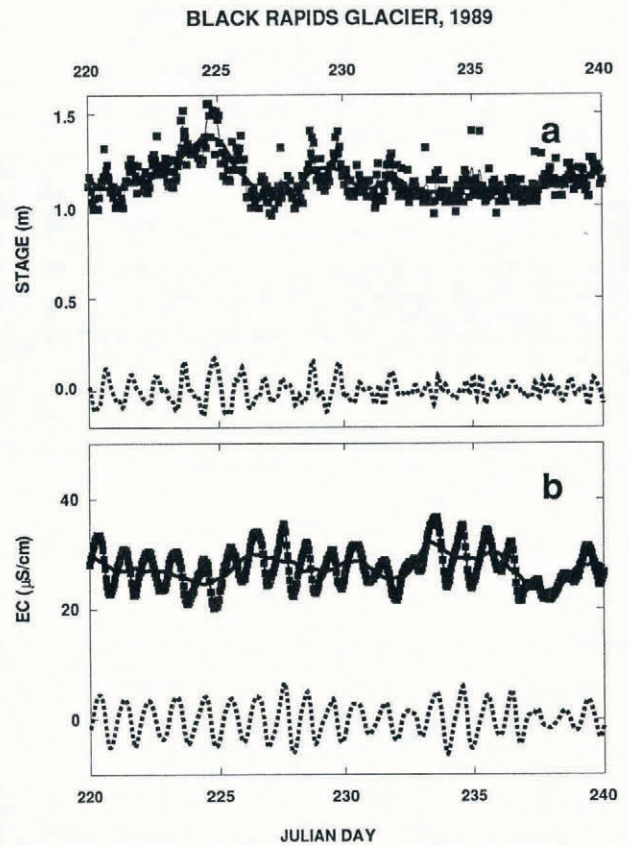 BLACK RAPIDS GLACIER, 1989
220 225 230 235 240
1.5
a
1.0
STAGE (m)
0.5
0.0
b
40
EC (µS/cm)
20
0
220 225 230 235 240
JULIAN DAY